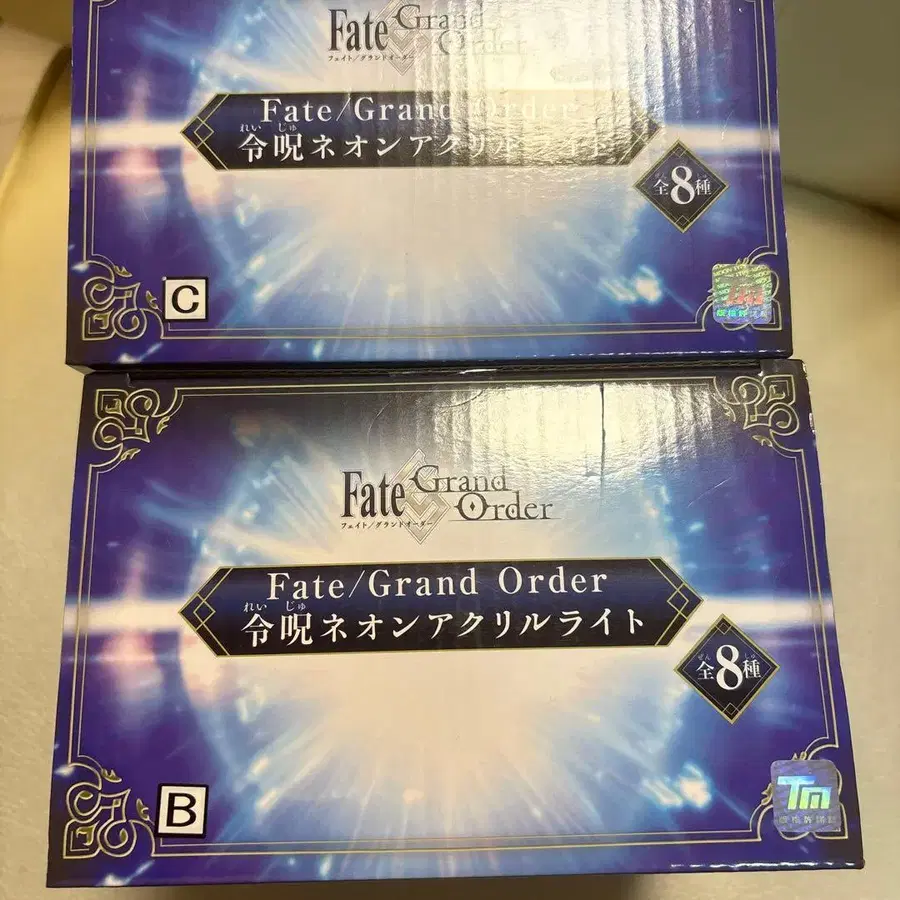 Fate Grand Order
フェイト/グランドオーダー
Fate/Grand Order
れい じゅ
令呪ネオンアクリルライト
全8種
C
Fate Grand Order
フェイト/グランドオーダー
Fate/Grand Order
れい じゅ
令呪ネオンアクリルライト
ぜん しゅ
全8種
B
Tm